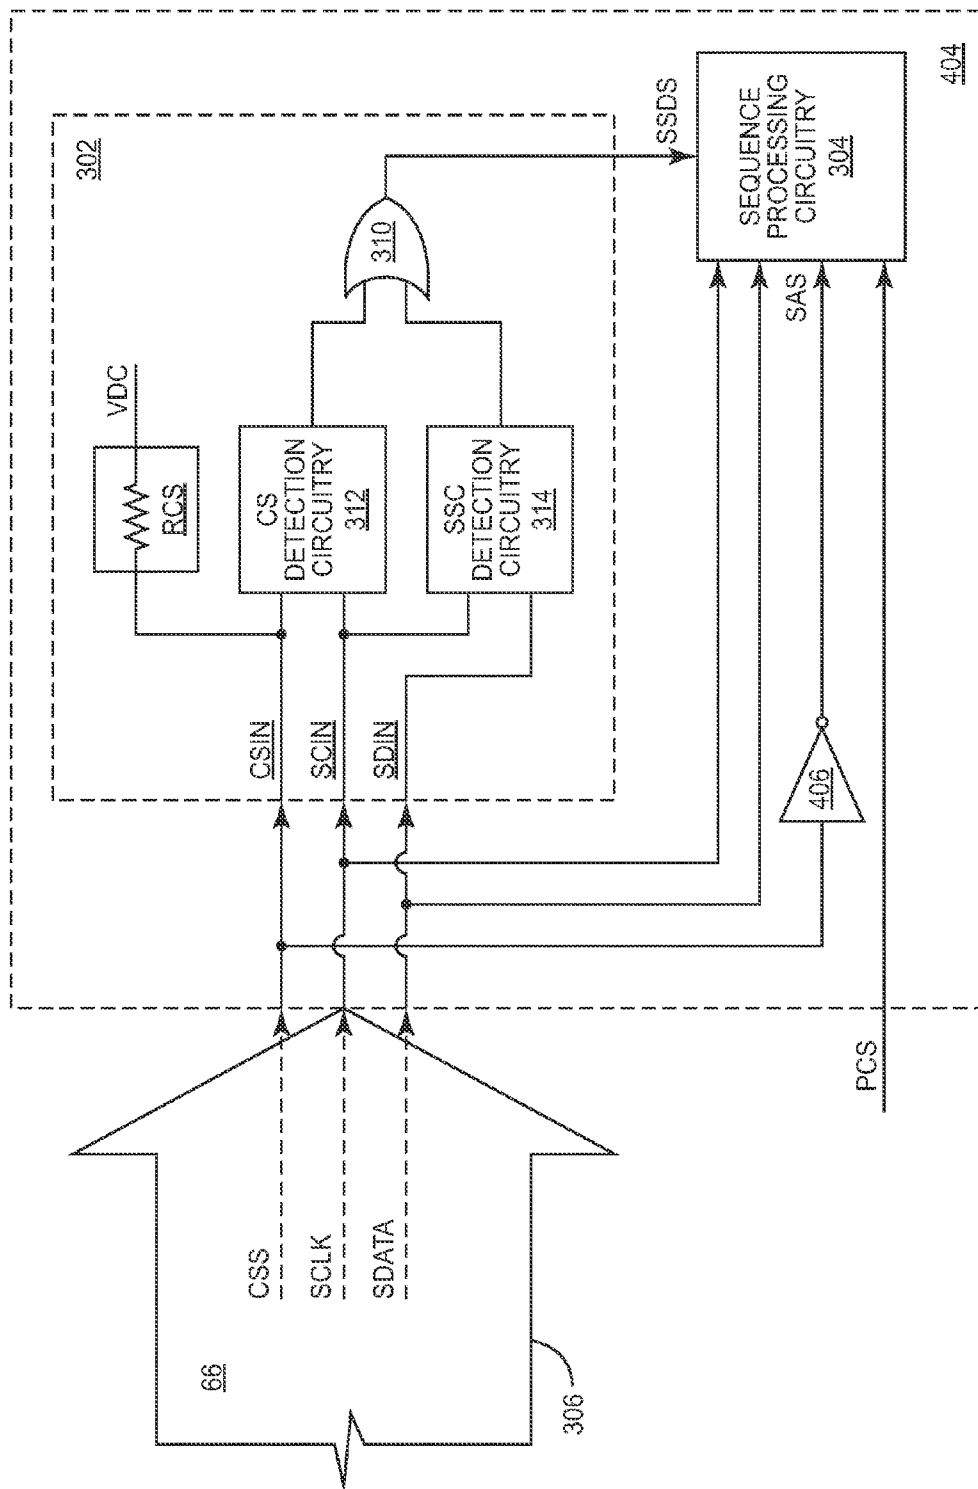 404
302
VDC
RCS
CS
DETECTION
CIRCUITRY
312
SSC
DETECTION
CIRCUITRY
314
310
SSDS
SEQUENCE
PROCESSING
CIRCUITRY
304
CSIN
SCIN
SDIN
SAS
406
PCS
66
CSS
SCLK
SDATA
306